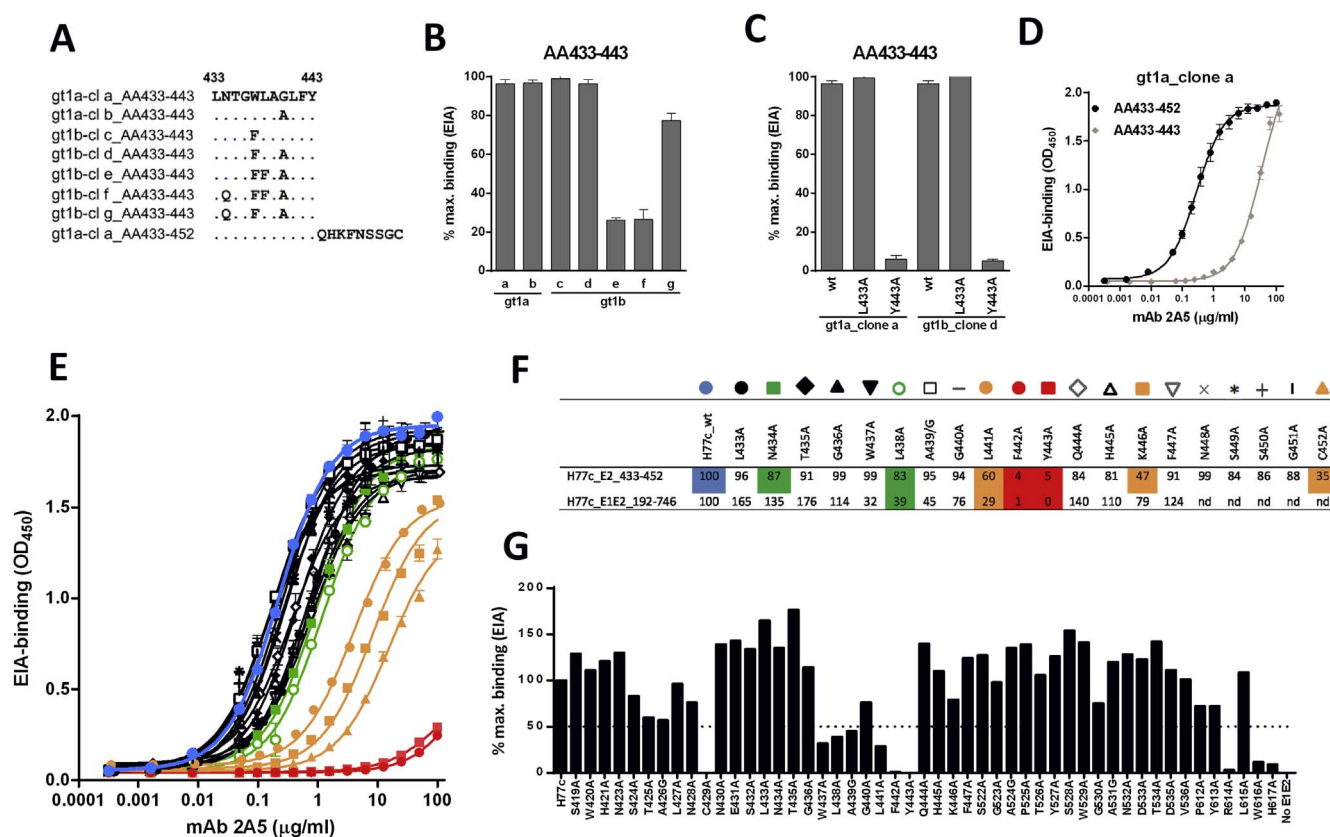 A
433 443
gt1a-cl a_AA433-443 LNTGWLAGLFY
gt1a-cl b_AA433-443 .......A...
gt1b-cl c_AA433-443 ....F......
gt1b-cl d_AA433-443 ....F..A...
gt1b-cl e_AA433-443 ....FF.A...
gt1b-cl f_AA433-443 .Q..FF.A...
gt1b-cl g_AA433-443 .Q..F..A...
gt1a-cl a_AA433-452 ...........QHKFNSSGC
B
AA433-443
% max. binding (EIA)
100
80
60
40
20
0
a b c d e f g
gt1a gt1b
C
AA433-443
% max. binding (EIA)
100
80
60
40
20
0
wt L433A Y443A wt L433A Y443A
gt1a_clone a gt1b_clone d
D
gt1a_clone a
AA433-452
AA433-443
EIA-binding (OD450)
2.0
1.5
1.0
0.5
0.0
0.0001 0.001 0.01 0.1 1 10 100
mAb 2A5 (µg/ml)
E
EIA-binding (OD450)
2.0
1.5
1.0
0.5
0.0
0.0001 0.001 0.01 0.1 1 10 100
mAb 2A5 (µg/ml)
F
H77c_wt L433A N434A T435A G436A W437A L438A A439/G G440A L441A F442A Y443A Q444A H445A K446A F447A N448A S449A S450A G451A C452A
H77c_E2_433-452 100 96 87 91 99 99 83 95 94 60 4 5 84 81 47 91 99 84 86 88 35
H77c_E1E2_192-746 100 165 135 176 114 32 39 45 76 29 1 0 140 110 79 124 nd nd nd nd nd
G
% max. binding (EIA)
200
150
100
50
0
H77c S419A W420A H421A N423A S424A T425A A426G L427A N428A C429A N430A E431A S432A L433A N434A T435A G436A W437A L438A A439G G440A L441A F442A Y443A Q444A H445A K446A F447A S522A G523A A524G P525A T526A Y527A S528A W529A G530A A531G N532A D533A T534A D535A V536A P612A Y613A R614A L615A W616A H617A No E1E2